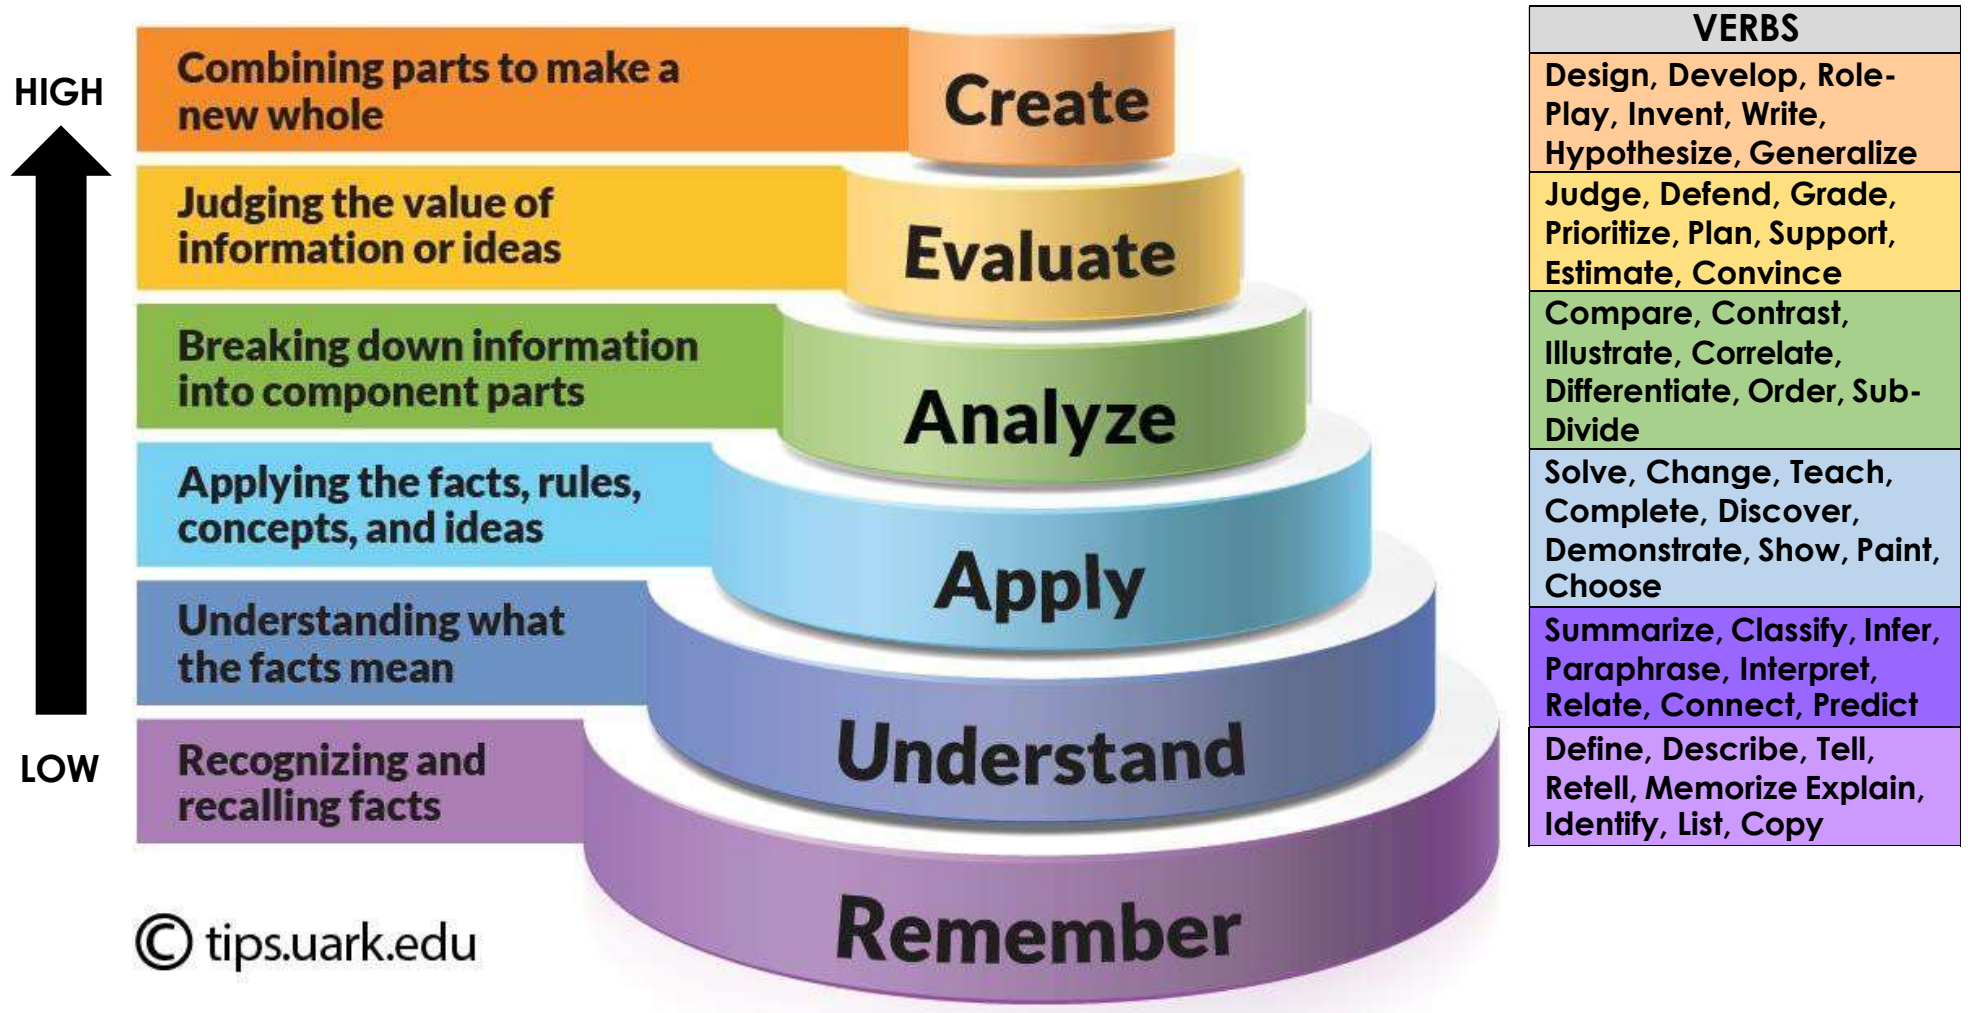 HIGH
LOW
Combining parts to make a
new whole
Create
Judging the value of
information or ideas
Evaluate
Breaking down information
into component parts
Analyze
Applying the facts, rules,
concepts, and ideas
Apply
Understanding what
the facts mean
Understand
Recognizing and
recalling facts
Remember
© tips.uark.edu
VERBS
Design, Develop, Role-
Play, Invent, Write,
Hypothesize, Generalize
Judge, Defend, Grade,
Prioritize, Plan, Support,
Estimate, Convince
Compare, Contrast,
Illustrate, Correlate,
Differentiate, Order, Sub-
Divide
Solve, Change, Teach,
Complete, Discover,
Demonstrate, Show, Paint,
Choose
Summarize, Classify, Infer,
Paraphrase, Interpret,
Relate, Connect, Predict
Define, Describe, Tell,
Retell, Memorize Explain,
Identify, List, Copy